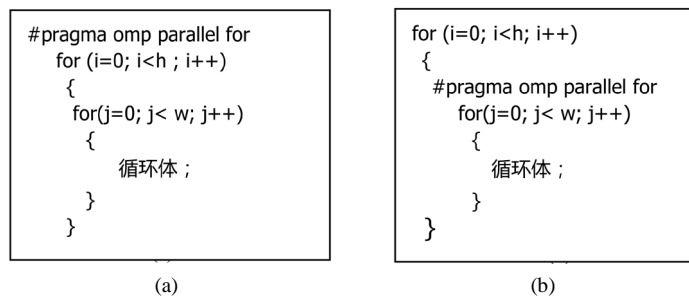 #pragma omp parallel for
for (i=0; i<h ; i++)
{
for(j=0; j< w; j++)
{
循环体 ;
}
}
(a)
for (i=0; i<h; i++)
{
#pragma omp parallel for
for(j=0; j< w; j++)
{
循环体 ;
}
}
(b)